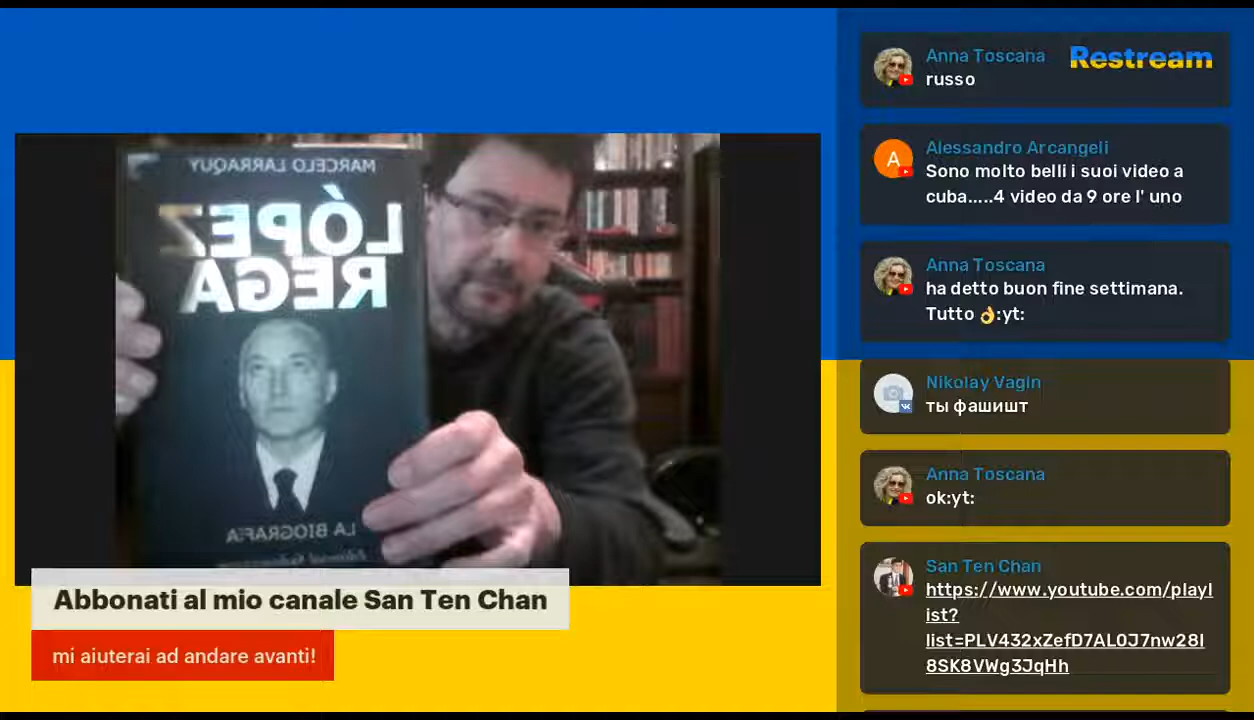 MARCELO LARRAQUY
LÓPEZ
REGA
LA BIOGRAFÍA
Abbonati al mio canale San Ten Chan
mi aiuterai ad andare avanti!
Restream
Anna Toscana
russo
Alessandro Arcangeli
Sono molto belli i suoi video a
cuba.....4 video da 9 ore l' uno
Anna Toscana
ha detto buon fine settimana.
Tutto 👌:yt:
Nikolay Vagin
ты фашишт
Anna Toscana
ok:yt:
San Ten Chan
https://www.youtube.com/playl
ist?
list=PLV432xZefD7AL0J7nw28I
8SK8VWg3JqHh